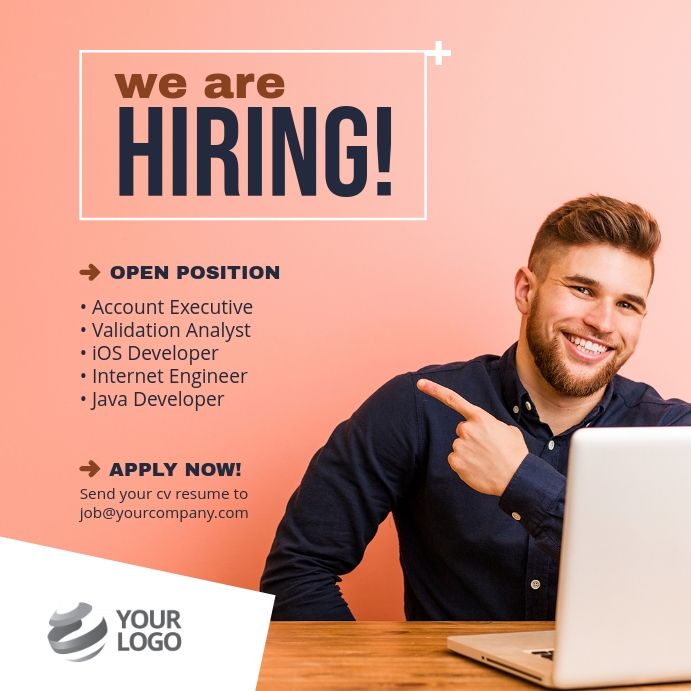 we are
HIRING!
OPEN POSITION
• Account Executive
• Validation Analyst
• iOS Developer
• Internet Engineer
• Java Developer
APPLY NOW!
Send your cv resume to
job@yourcompany.com
YOUR
LOGO